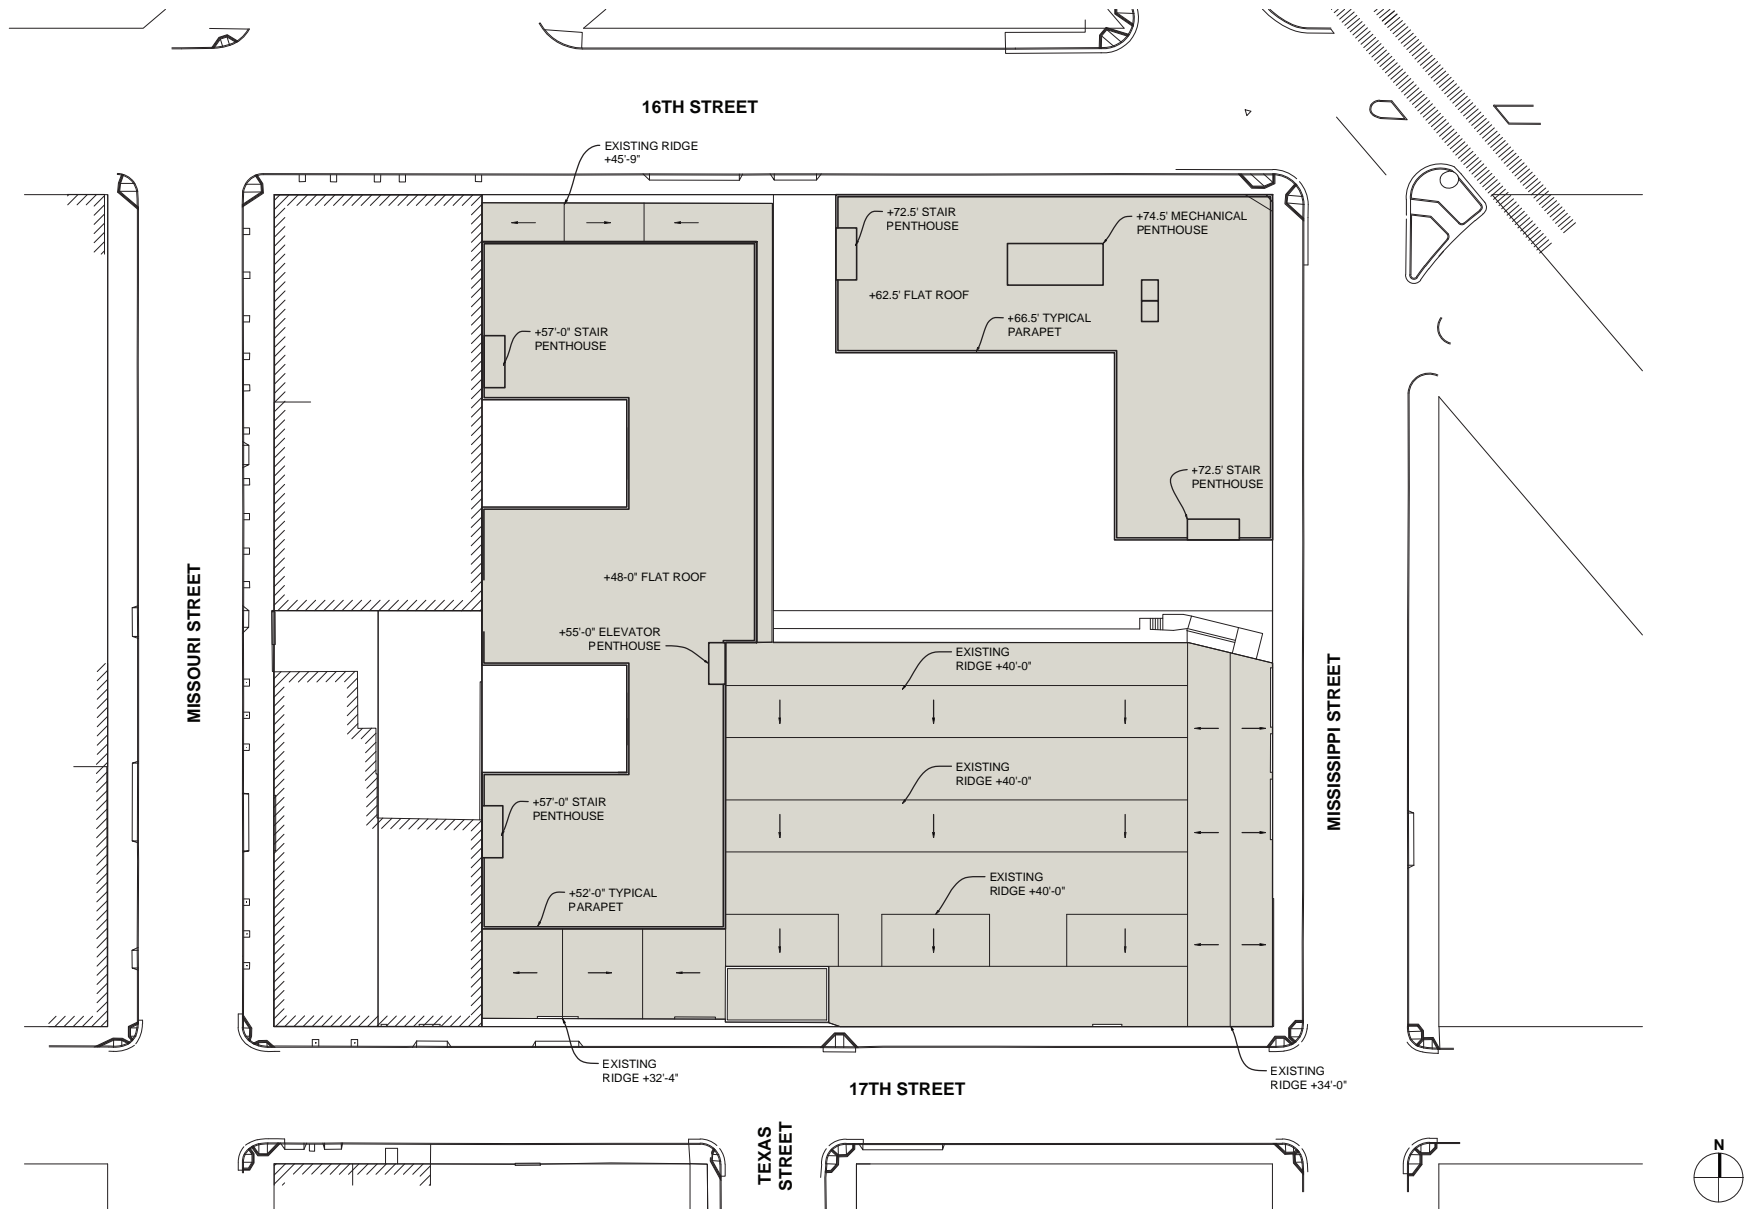 16TH STREET
EXISTING RIDGE
+45'-9"
+72.5' STAIR
PENTHOUSE
+74.5' MECHANICAL
PENTHOUSE
+62.5' FLAT ROOF
+66.5' TYPICAL
PARAPET
+57'-0" STAIR
PENTHOUSE
+72.5' STAIR
PENTHOUSE
MISSOURI STREET
+48-0" FLAT ROOF
+55'-0" ELEVATOR
PENTHOUSE
EXISTING
RIDGE +40'-0"
MISSISSIPPI STREET
EXISTING
RIDGE +40'-0"
+57'-0" STAIR
PENTHOUSE
EXISTING
RIDGE +40'-0"
+52'-0" TYPICAL
PARAPET
EXISTING
RIDGE +32'-4"
EXISTING
RIDGE +34'-0"
17TH STREET
TEXAS
STREET
N